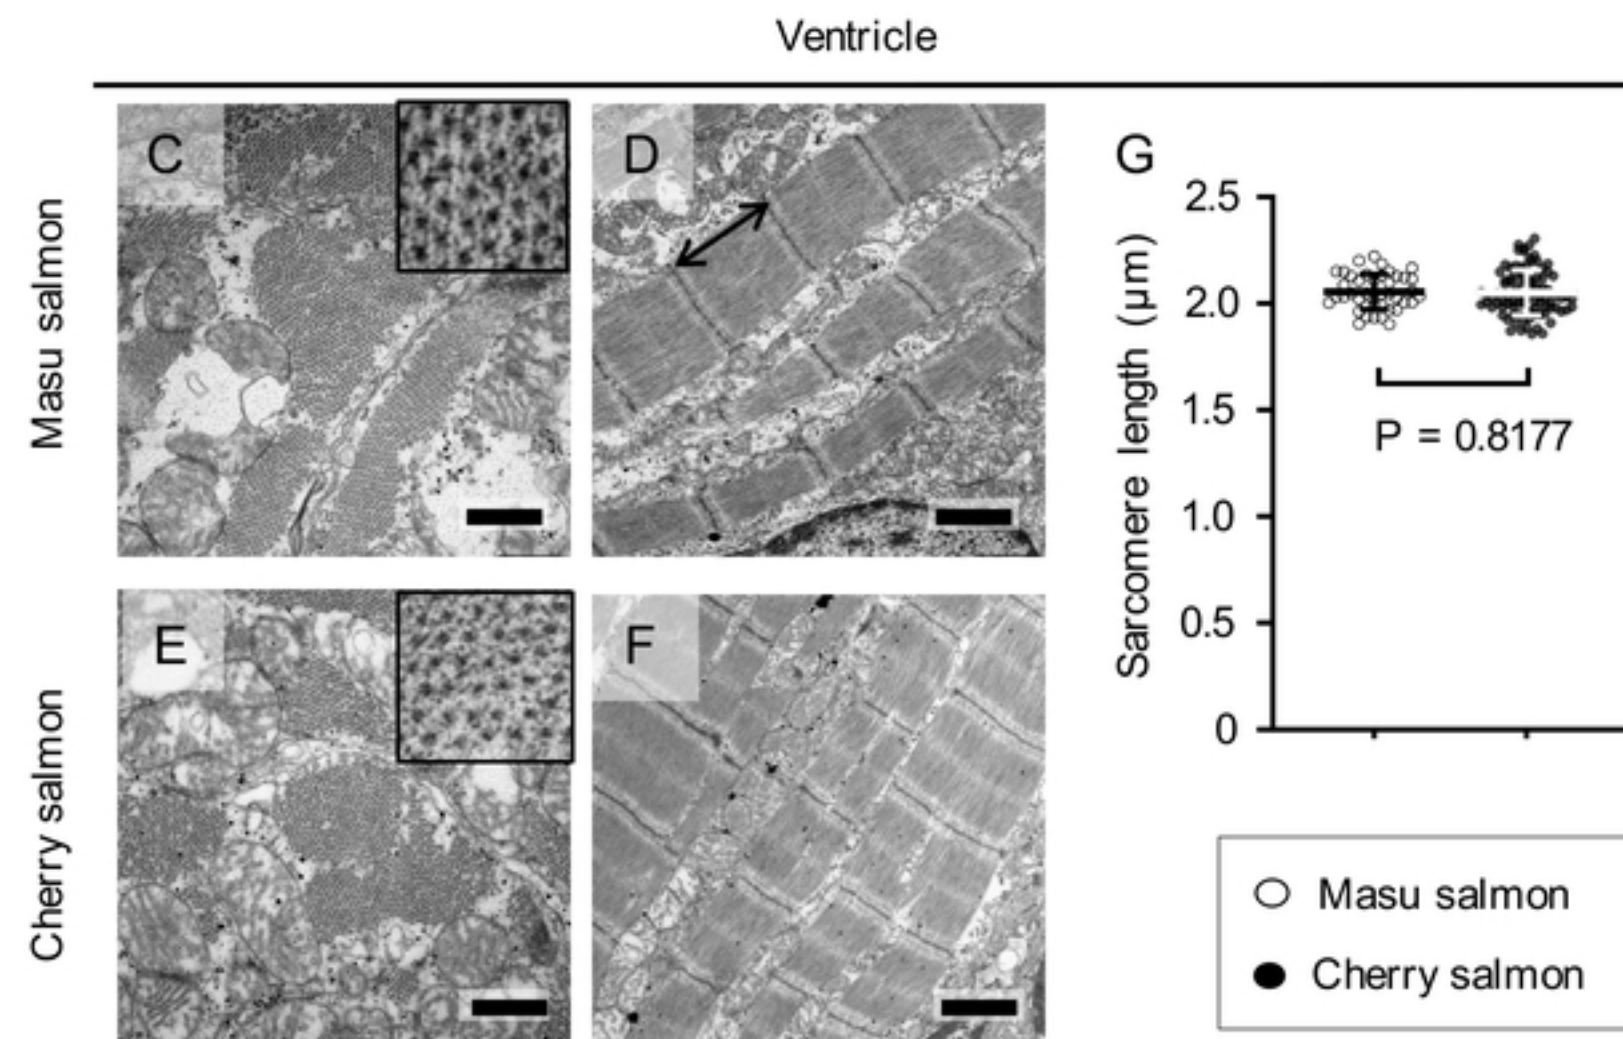 Ventricle
Masu salmon
C
D
G
2.5
2.0
1.5
1.0
0.5
0
Sarcomere length (μm)
P = 0.8177
Cherry salmon
E
F
Masu salmon
Cherry salmon